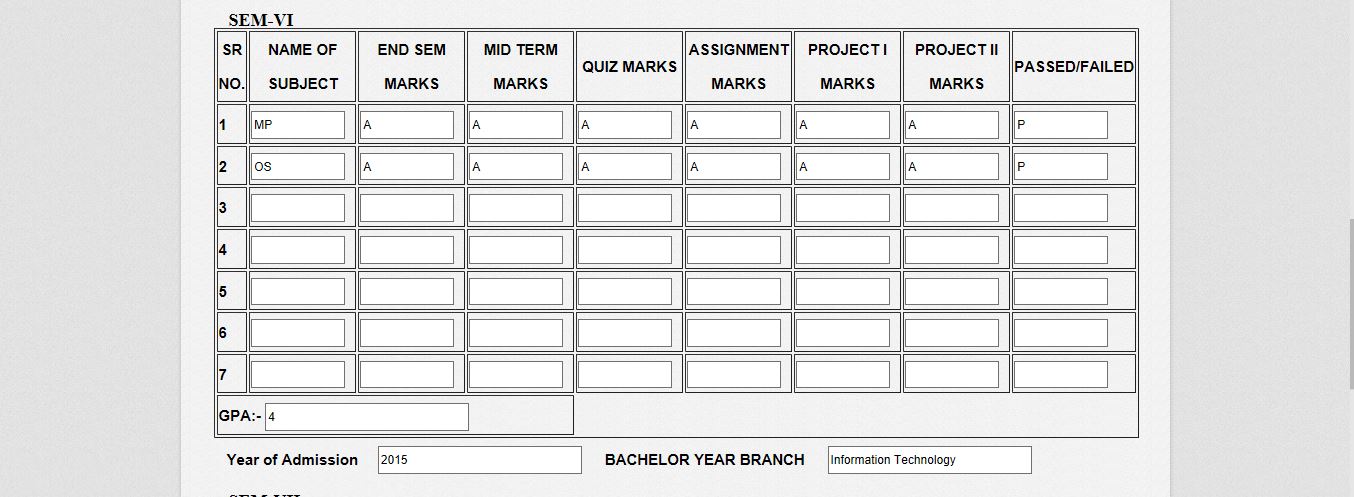 SEM-VI
SR NO. NAME OF SUBJECT END SEM MARKS MID TERM MARKS QUIZ MARKS ASSIGNMENT MARKS PROJECT I MARKS PROJECT II MARKS PASSED/FAILED
1 MP A A A A A A P
2 OS A A A A A A P
3
4
5
6
7
GPA:- 4
Year of Admission 2015 BACHELOR YEAR BRANCH Information Technology
SEM-VII